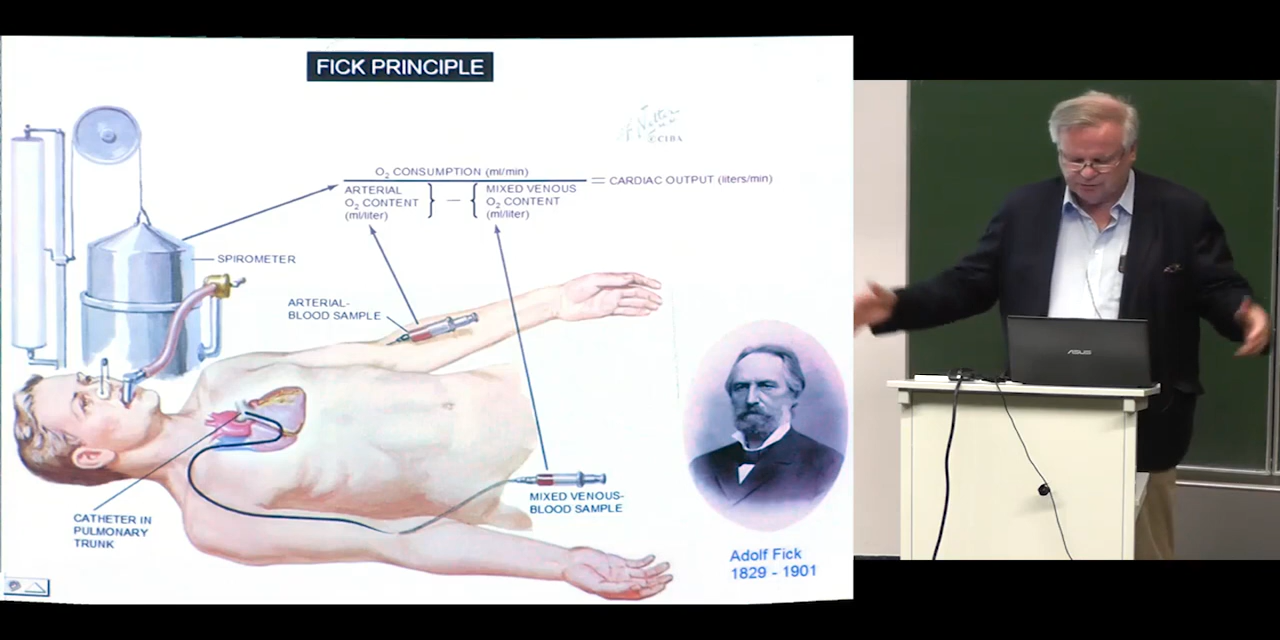 FICK PRINCIPLE
F. Netter
©CIBA
O₂ CONSUMPTION (ml/min)
ARTERIAL
O₂ CONTENT
(ml/liter)
—
MIXED VENOUS
O₂ CONTENT
(ml/liter)
= CARDIAC OUTPUT (liters/min)
SPIROMETER
ARTERIAL-
BLOOD SAMPLE
CATHETER IN
PULMONARY
TRUNK
MIXED VENOUS-
BLOOD SAMPLE
Adolf Fick
1829 - 1901
ASUS